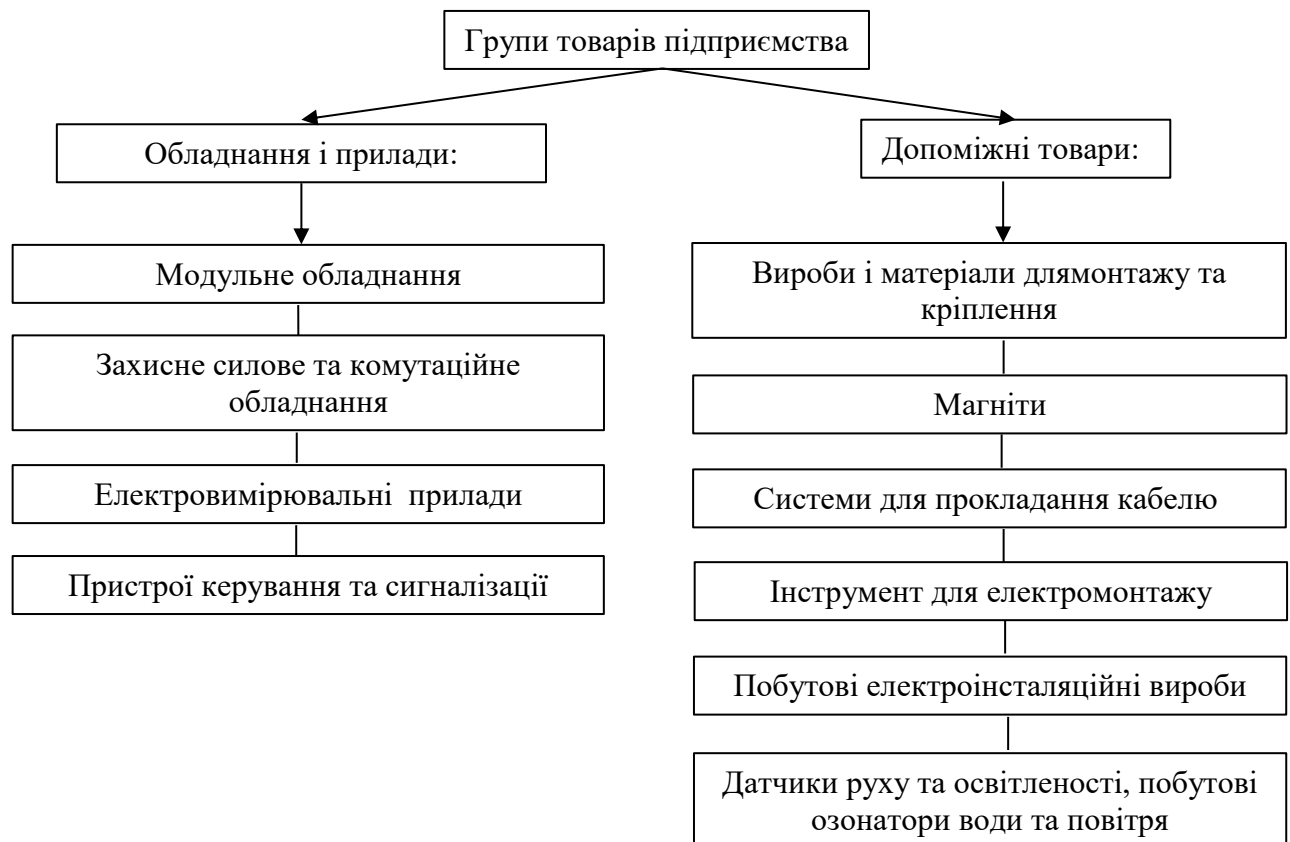 Групи товарів підприємства
Обладнання і прилади:
Допоміжні товари:
Модульне обладнання
Захисне силове та комутаційне
обладнання
Електровимірювальні прилади
Пристрої керування та сигналізації
Вироби і матеріали длямонтажу та
кріплення
Магніти
Системи для прокладання кабелю
Інструмент для електромонтажу
Побутові електроінсталяційні вироби
Датчики руху та освітленості, побутові
озонатори води та повітря